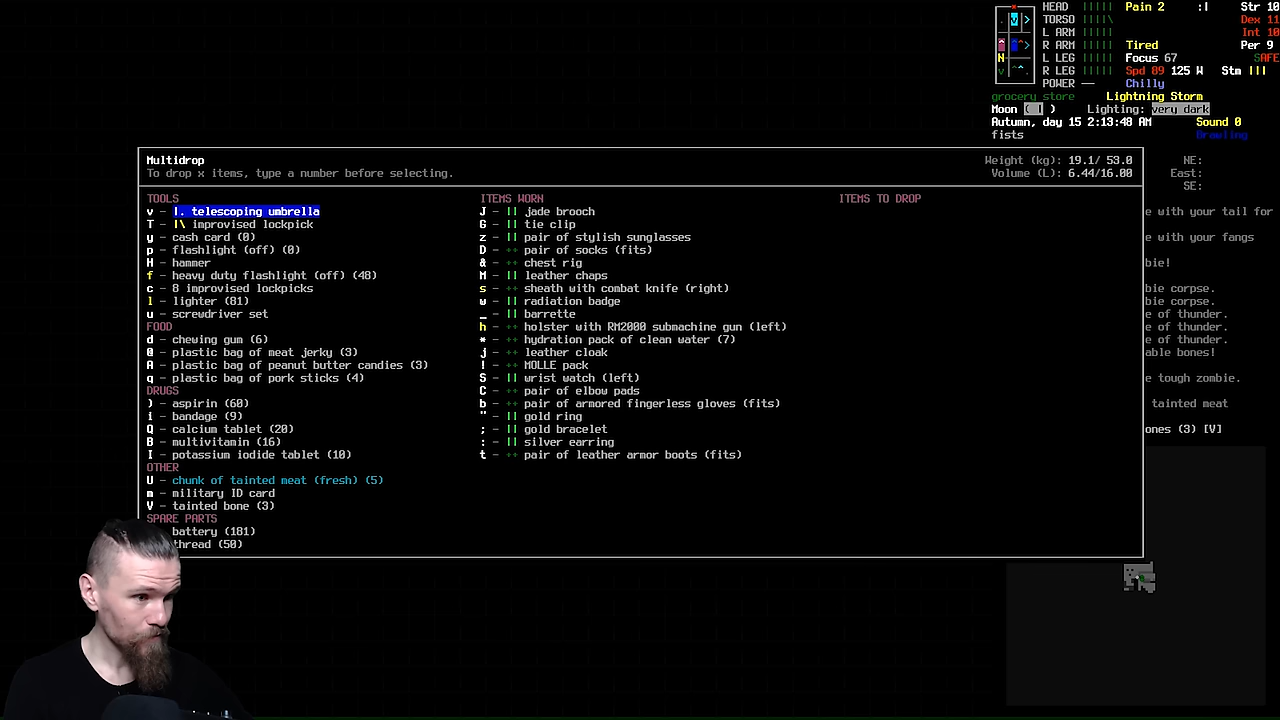 HEAD ||||| Pain 2 :| Str 10
TORSO ||||\ Dex 11
L ARM ||||| Int 10
R ARM ||||| Tired Per 9
L LEG ||||| Focus 67 SAFE
R LEG ||||| Spd 89 125 W Stm |||
POWER — Chilly
grocery store Lightning Storm
Moon ( | ) Lighting: very dark
Autumn, day 15 2:13:48 AM Sound 0
fists Brawling
Multidrop
To drop x items, type a number before selecting.
Weight (kg): 19.1/ 53.0
Volume (L): 6.44/16.00
NE:
East:
SE:
TOOLS
v - |. telescoping umbrella
T - |\ improvised lockpick
y - cash card (0)
p - flashlight (off) (0)
H - hammer
f - heavy duty flashlight (off) (48)
c - 8 improvised lockpicks
l - lighter (81)
u - screwdriver set
FOOD
d - chewing gum (6)
@ - plastic bag of meat jerky (3)
A - plastic bag of peanut butter candies (3)
q - plastic bag of pork sticks (4)
DRUGS
) - aspirin (60)
i - bandage (9)
Q - calcium tablet (20)
B - multivitamin (16)
I - potassium iodide tablet (10)
OTHER
U - chunk of tainted meat (fresh) (5)
m - military ID card
V - tainted bone (3)
SPARE PARTS
battery (181)
thread (50)
ITEMS WORN
J - || jade brooch
G - || tie clip
z - || pair of stylish sunglasses
D - ++ pair of socks (fits)
& - ++ chest rig
M - || leather chaps
s - ++ sheath with combat knife (right)
w - || radiation badge
_ - || barrette
h - ++ holster with RM2000 submachine gun (left)
* - ++ hydration pack of clean water (7)
j - ++ leather cloak
! - ++ MOLLE pack
S - || wrist watch (left)
C - ++ pair of elbow pads
b - ++ pair of armored fingerless gloves (fits)
" - || gold ring
; - || gold bracelet
: - || silver earring
t - ++ pair of leather armor boots (fits)
ITEMS TO DROP
e with your tail for
e with your fangs
bie!
bie corpse.
bie corpse.
e of thunder.
e of thunder.
e of thunder.
able bones!
e tough zombie.
tainted meat
ones (3) [V]